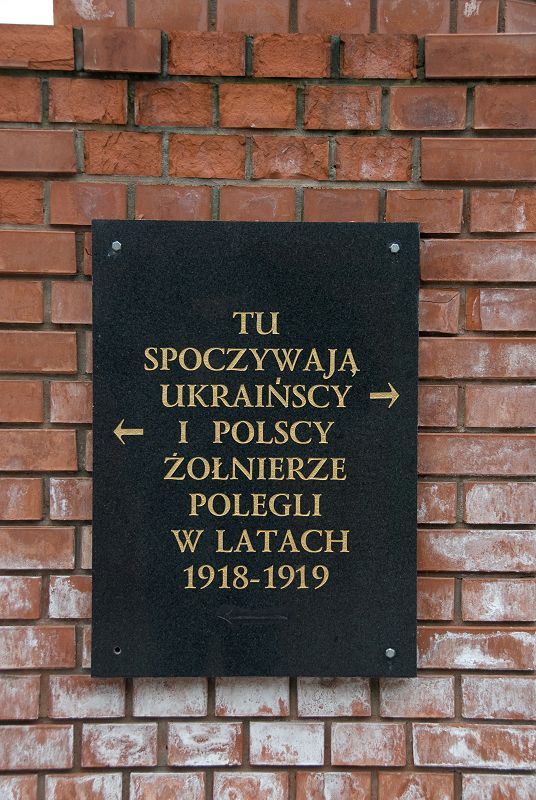 TU
SPOCZYWAJĄ
UKRAIŃSCY →
← I POLSCY
ŻOŁNIERZE
POLEGLI
W LATACH
1918-1919